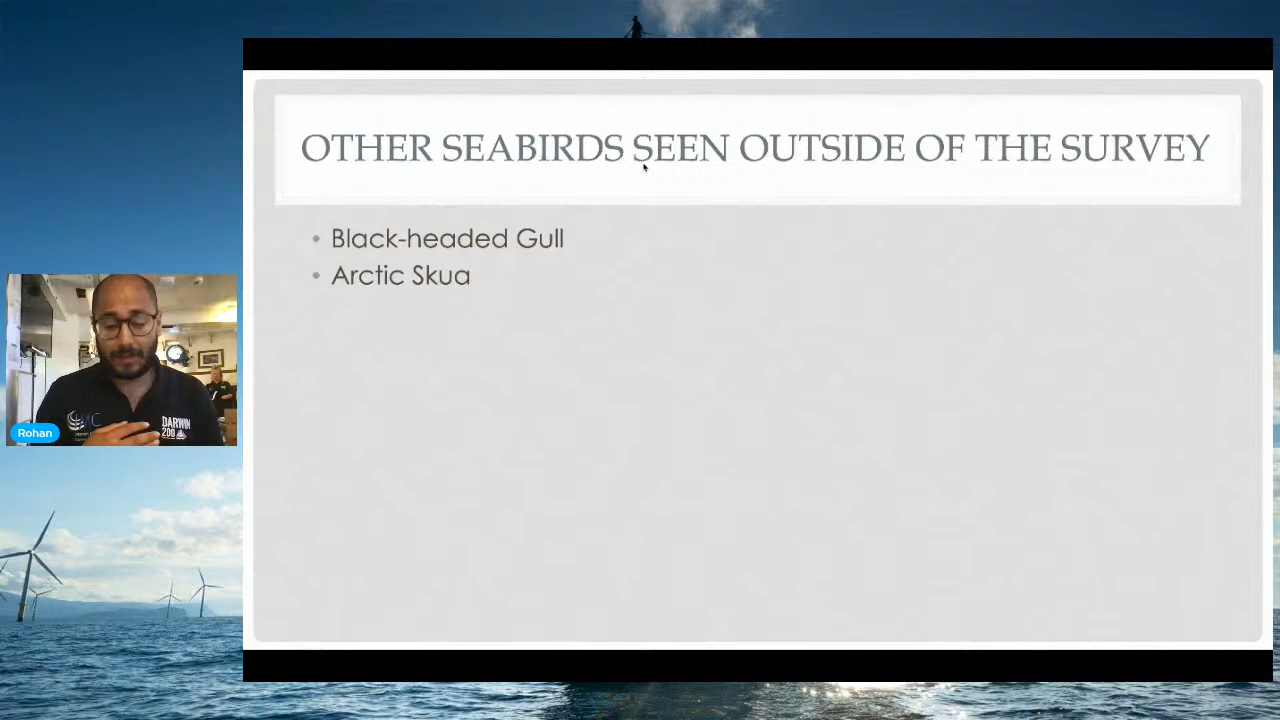 OTHER SEABIRDS SEEN OUTSIDE OF THE SURVEY
• Black-headed Gull
• Arctic Skua
Rohan
DARWIN
200